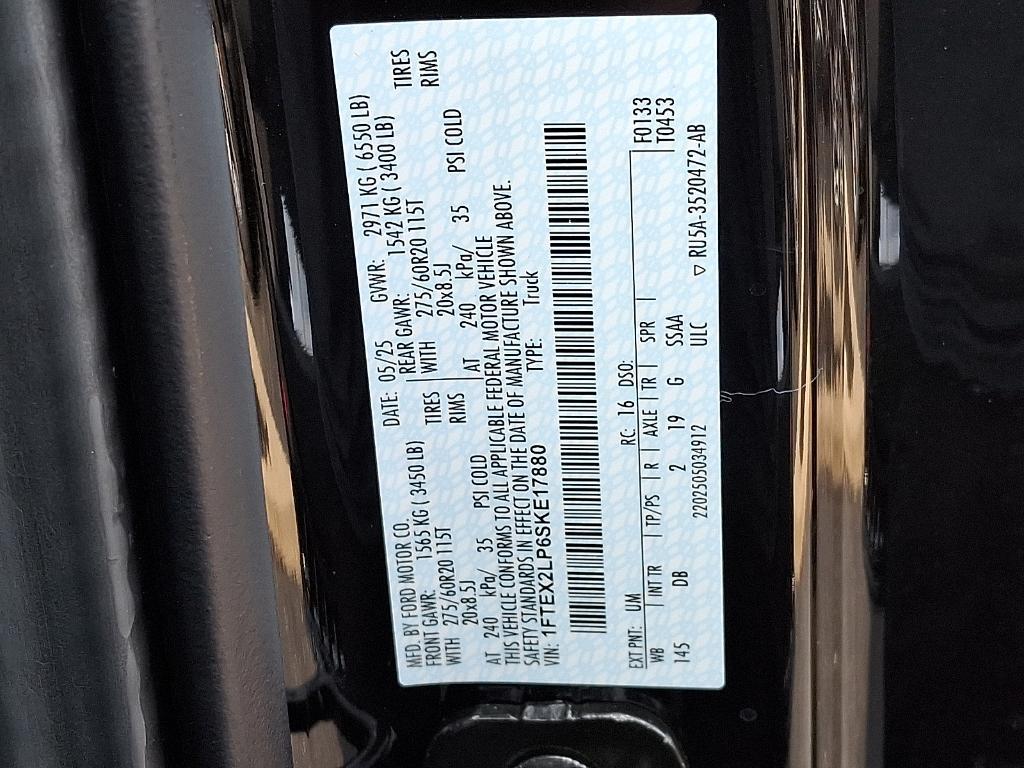 MFD. BY FORD MOTOR CO. DATE: 05/25 GVWR: 2971 KG ( 6550 LB)
FRONT GAWR: 1565 KG ( 3450 LB) REAR GAWR: 1542 KG ( 3400 LB)
WITH 275/60R20 115T TIRES WITH 275/60R20 115T TIRES
20x8.5J RIMS 20x8.5J RIMS
AT 240 kPa/ 35 PSI COLD AT 240 kPa/ 35 PSI COLD
THIS VEHICLE CONFORMS TO ALL APPLICABLE FEDERAL MOTOR VEHICLE
SAFETY STANDARDS IN EFFECT ON THE DATE OF MANUFACTURE SHOWN ABOVE.
VIN: 1FTEX2LP6SKE17880 TYPE: Truck
EXT PNT: UM RC: 16 DSO: F0133
WB INT TR TP/PS R AXLE TR SPR T0453
145 DB 2 19 G SSAA
2202505034912 ULC ▽ RU5A-3520472-AB